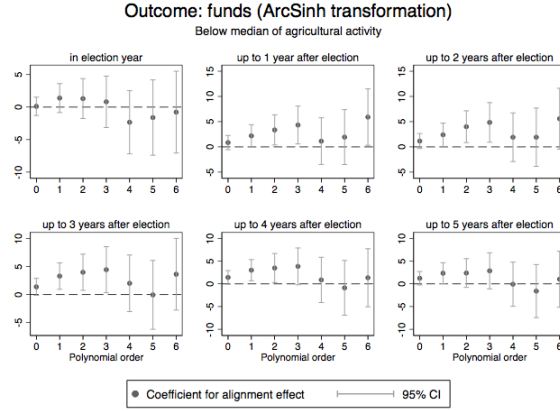 Outcome: funds (ArcSinh transformation)
Below median of agricultural activity
in election year
up to 1 year after election
up to 2 years after election
5
0
-5
-10
15
10
5
0
-5
15
10
5
0
-5
0 1 2 3 4 5 6
0 1 2 3 4 5 6
0 1 2 3 4 5 6
up to 3 years after election
up to 4 years after election
up to 5 years after election
10
5
0
-5
10
5
0
-5
-10
10
5
0
-5
-10
0 1 2 3 4 5 6
0 1 2 3 4 5 6
0 1 2 3 4 5 6
Polynomial order
Polynomial order
Polynomial order
Coefficient for alignment effect
95% CI